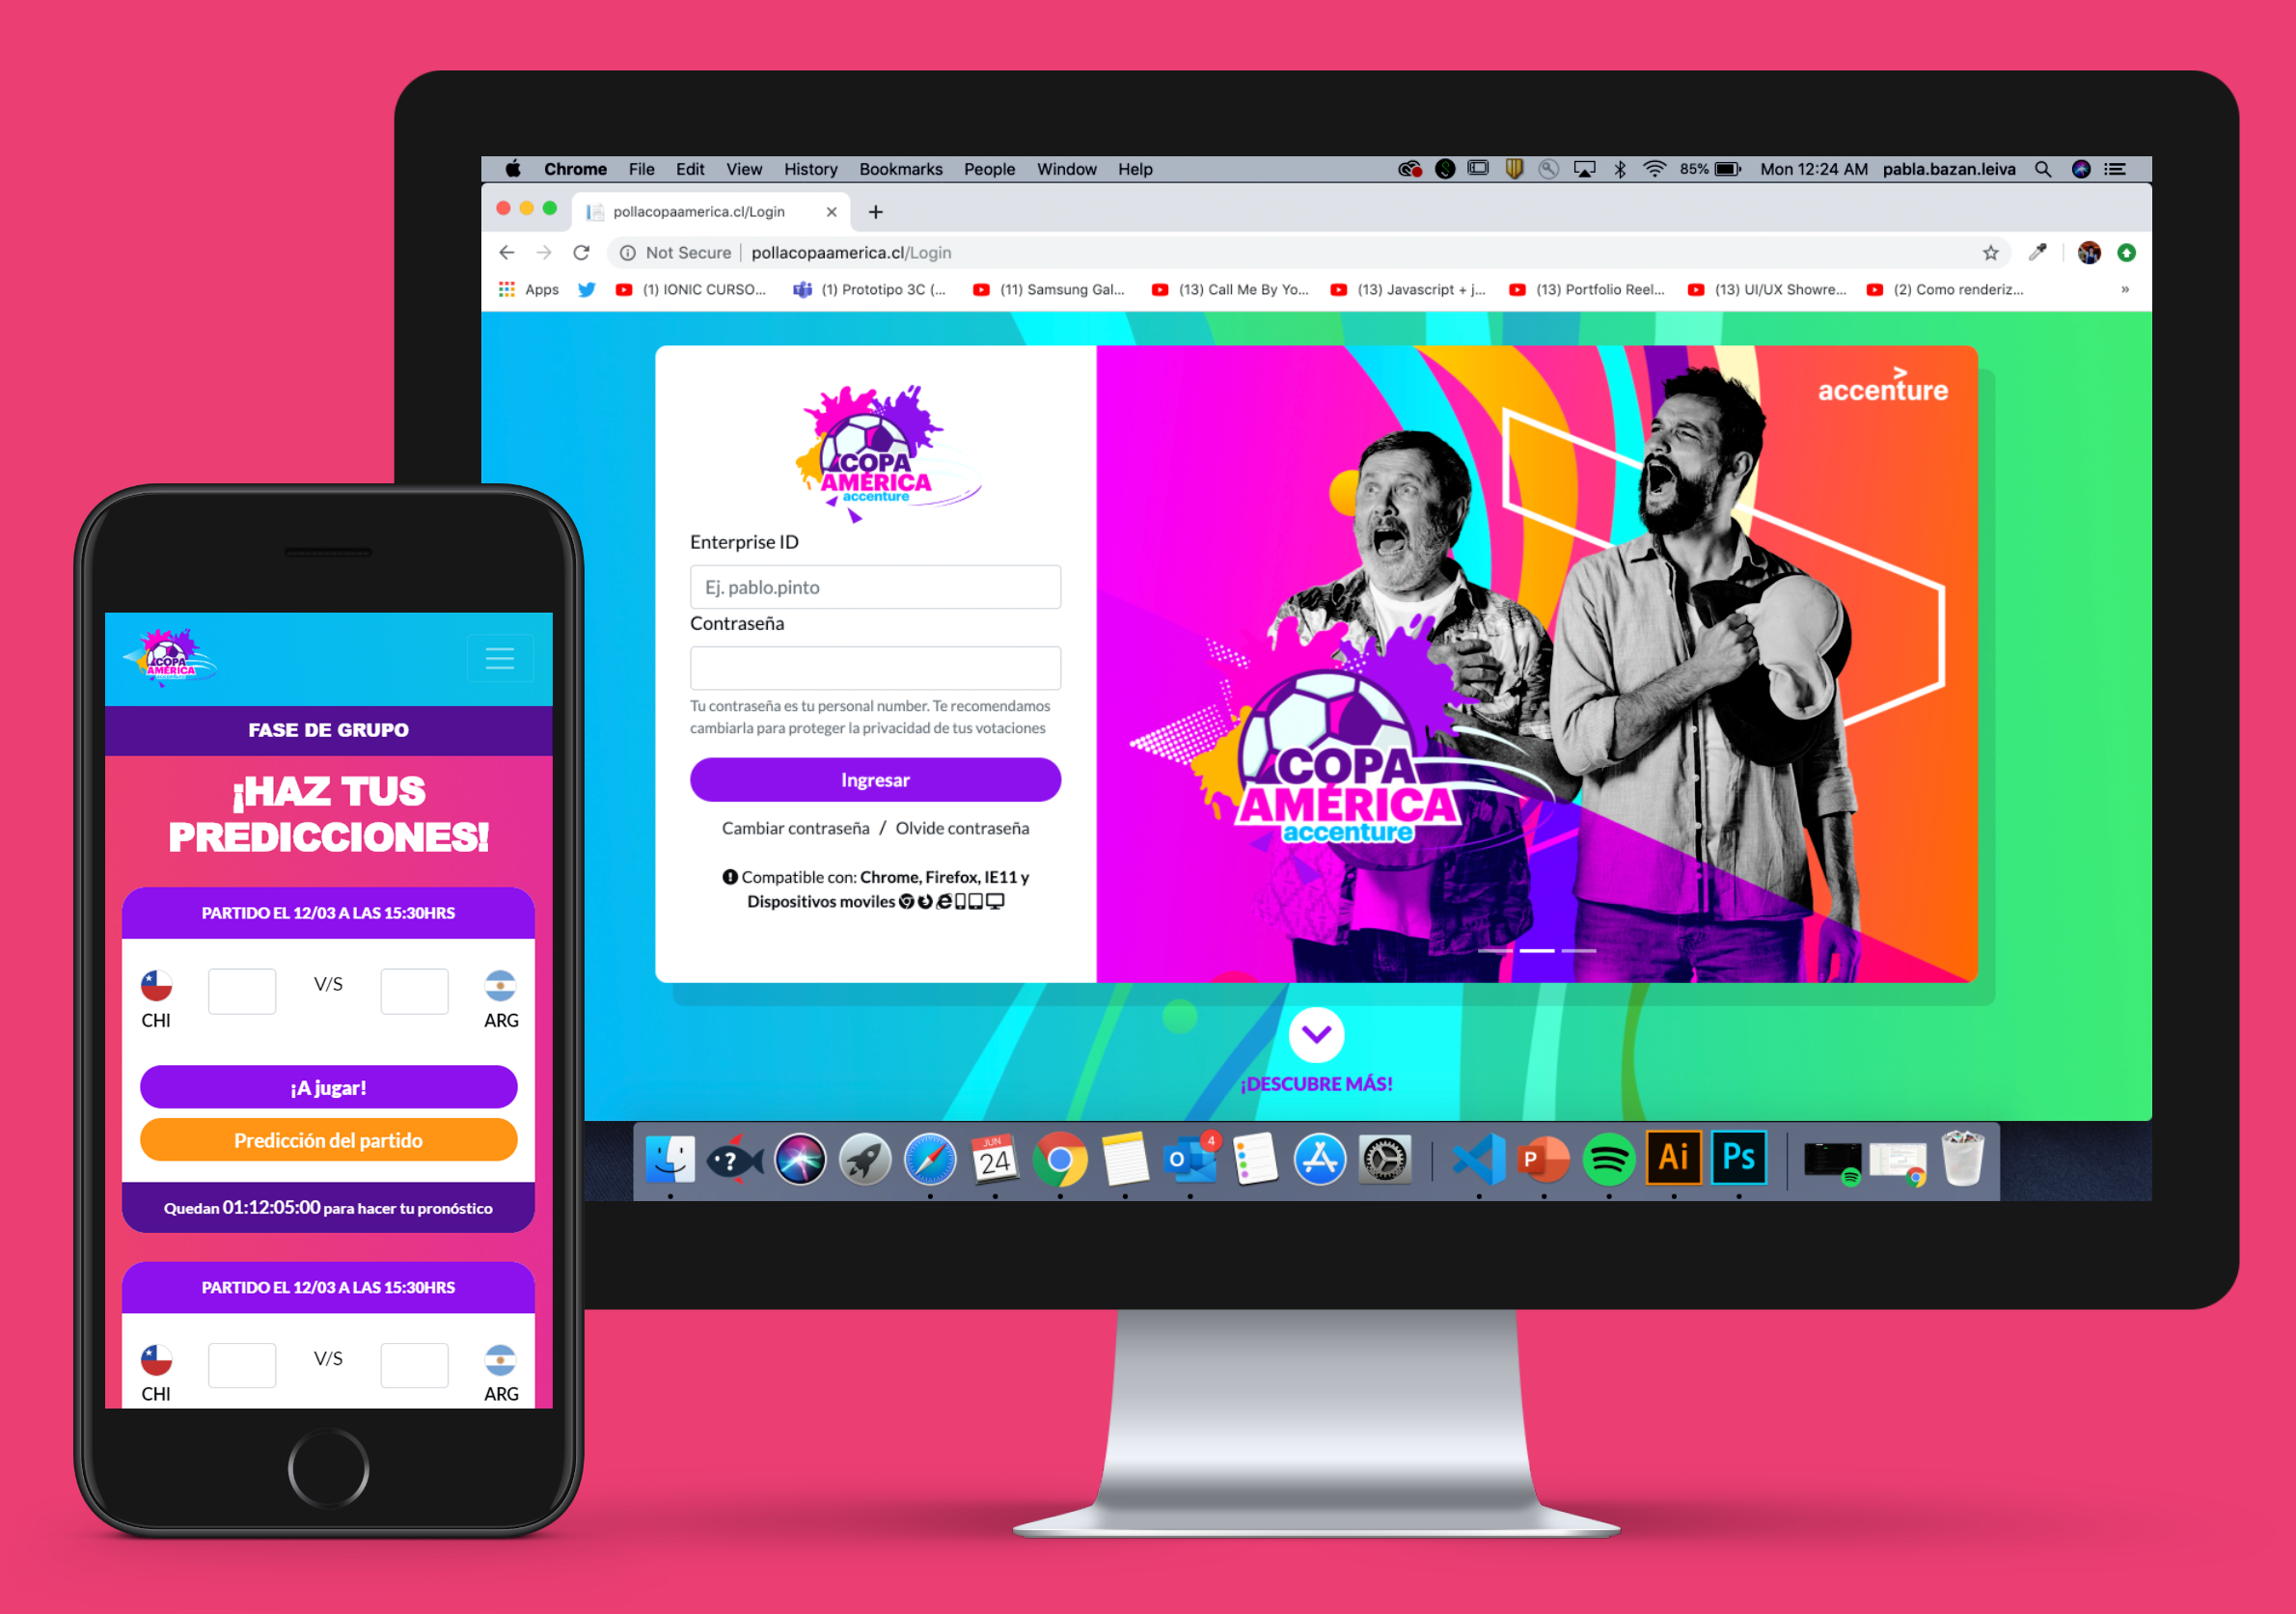 Chrome File Edit View History Bookmarks People Window Help 85% Mon 12:24 AM pabla.bazan.leiva
pollacopaamerica.cl/Login
Not Secure | pollacopaamerica.cl/Login
Apps (1) IONIC CURSO... (1) Prototipo 3C (... (11) Samsung Gal... (13) Call Me By Yo... (13) Javascript + j... (13) Portfolio Reel... (13) UI/UX Showre... (2) Como renderiz... »
accenture
COPA
AMÉRICA
accenture
Enterprise ID
Ej. pablo.pinto
Contraseña
Tu contraseña es tu personal number. Te recomendamos
cambiarla para proteger la privacidad de tus votaciones
Ingresar
Cambiar contraseña / Olvide contraseña
Compatible con: Chrome, Firefox, IE11 y
Dispositivos moviles
COPA
AMÉRICA
accenture
¡DESCUBRE MÁS!
JUN
24
4
Ai
Ps
COPA
AMÉRICA
accenture
FASE DE GRUPO
¡HAZ TUS
PREDICCIONES!
PARTIDO EL 12/03 A LAS 15:30HRS
V/S
CHI ARG
¡A jugar!
Predicción del partido
Quedan 01:12:05:00 para hacer tu pronóstico
PARTIDO EL 12/03 A LAS 15:30HRS
V/S
CHI ARG